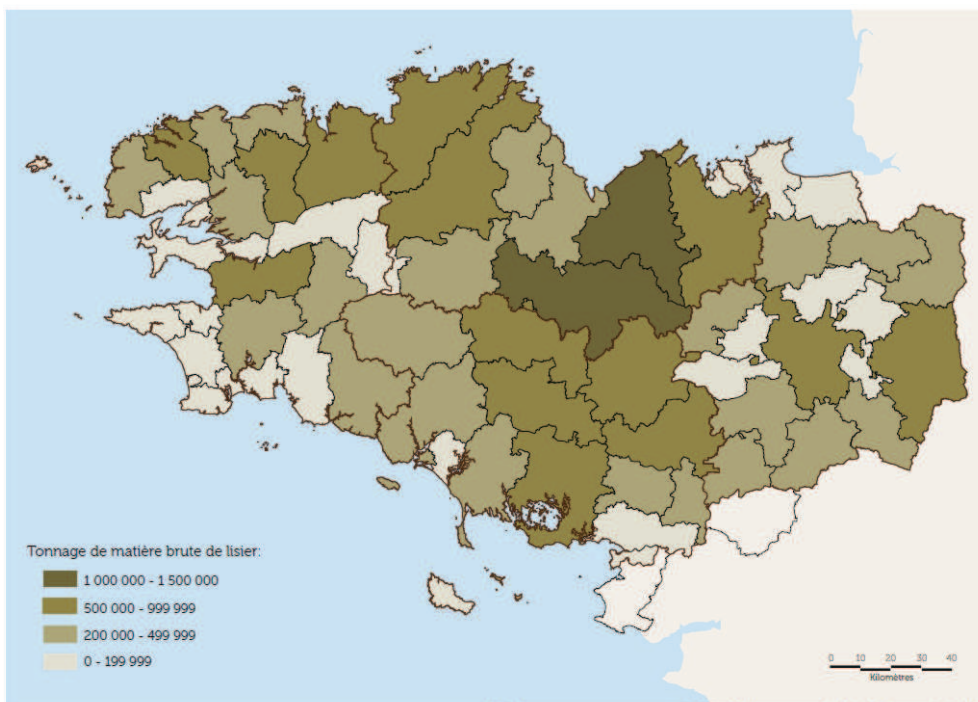 Tonnage de matière brute de lisier:
1 000 000 - 1 500 000
500 000 - 999 999
200 000 - 499 999
0 - 199 999
0 10 20 30 40
Kilomètres